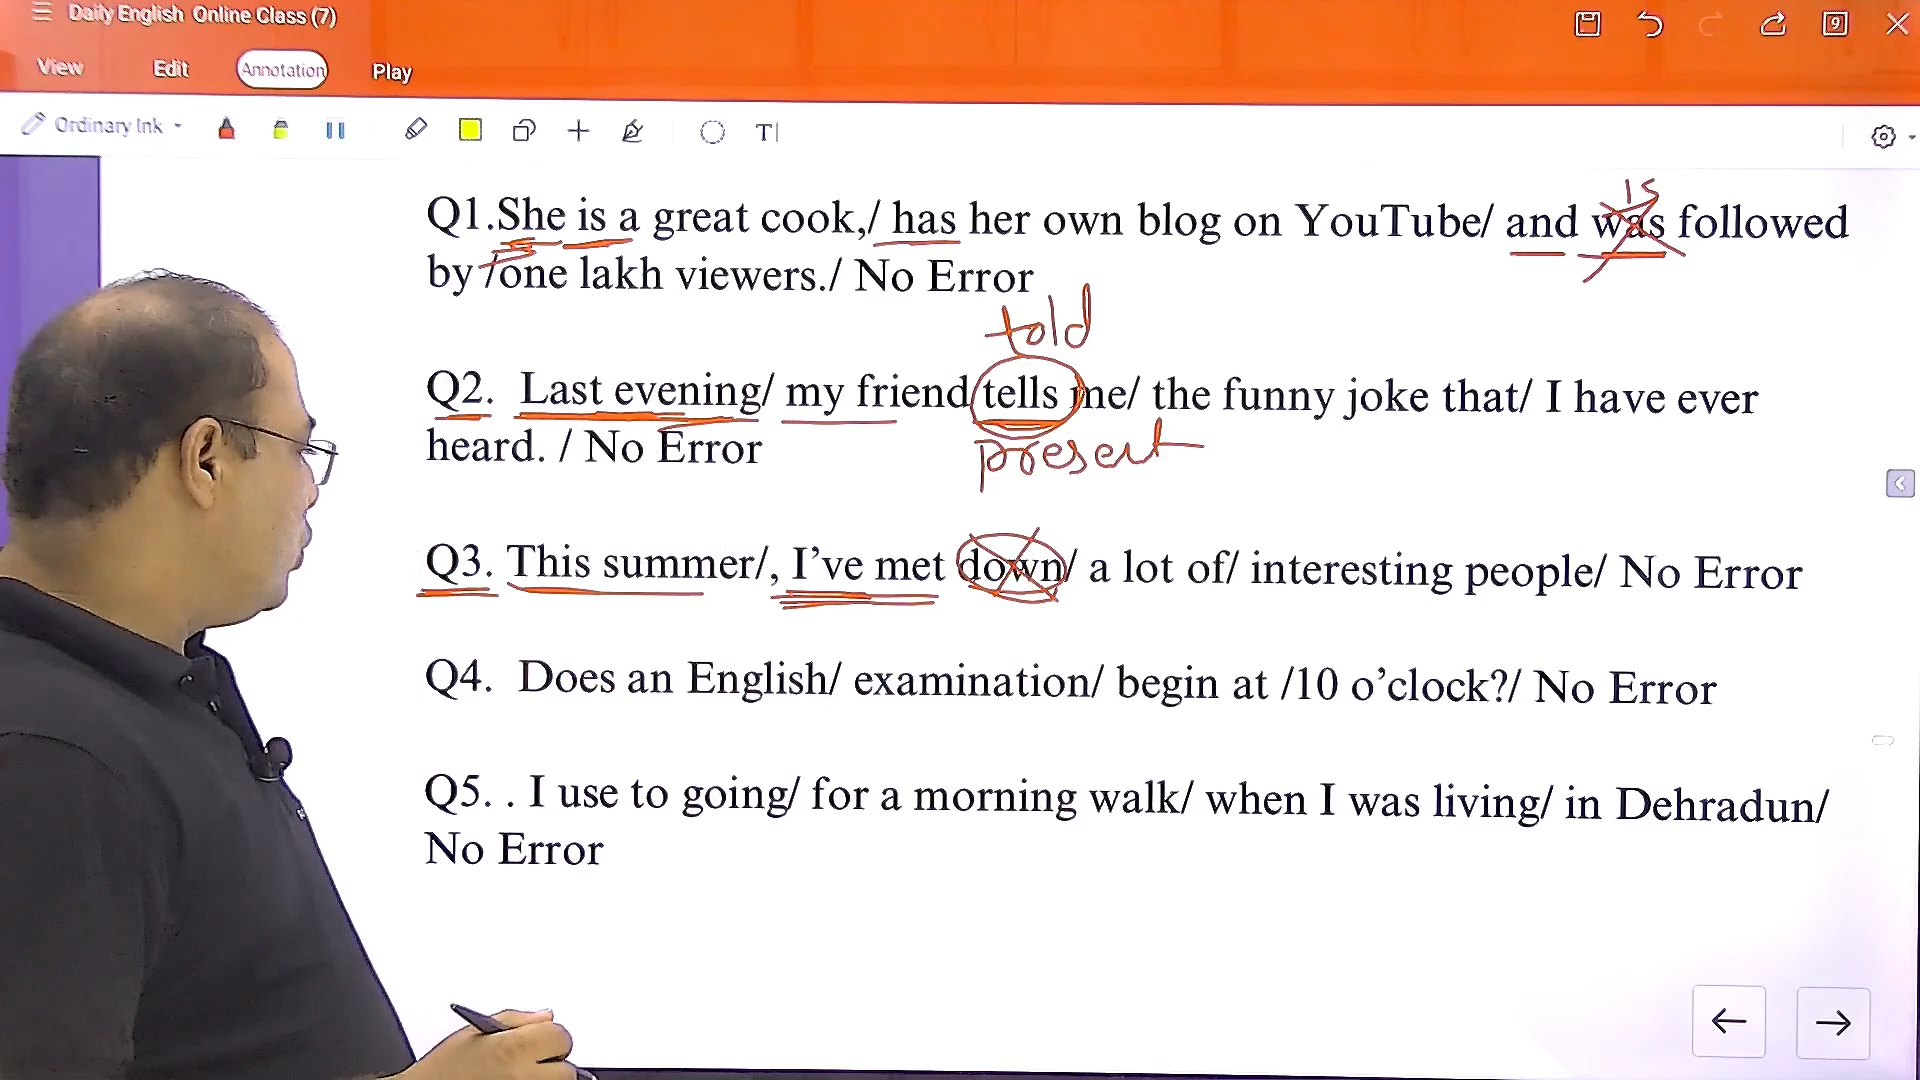 Daily English Online Class (7)
9
View Edit Annotation Play
Ordinary Ink
T
is
Q1.She is a great cook,/ has her own blog on YouTube/ and was followed
by /one lakh viewers./ No Error
told
Q2. Last evening/ my friend tells me/ the funny joke that/ I have ever
heard. / No Error
present
Q3. This summer/, I've met down/ a lot of/ interesting people/ No Error
Q4. Does an English/ examination/ begin at /10 o'clock?/ No Error
Q5. . I use to going/ for a morning walk/ when I was living/ in Dehradun/
No Error